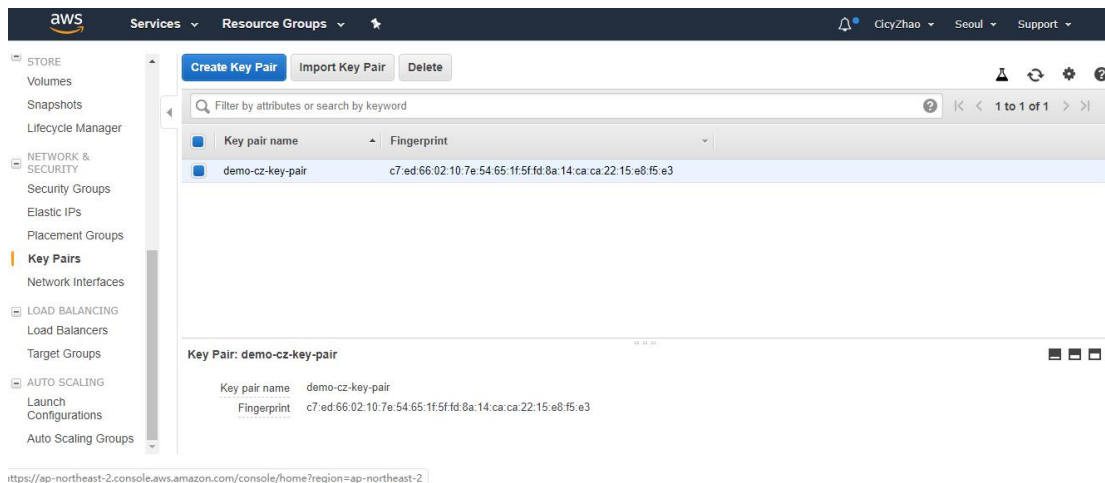 aws Services Resource Groups CicyZhao Seoul Support
STORE
Volumes
Snapshots
Lifecycle Manager
NETWORK &
SECURITY
Security Groups
Elastic IPs
Placement Groups
Key Pairs
Network Interfaces
LOAD BALANCING
Load Balancers
Target Groups
AUTO SCALING
Launch
Configurations
Auto Scaling Groups
Create Key Pair Import Key Pair Delete
Filter by attributes or search by keyword 1 to 1 of 1
Key pair name Fingerprint
demo-cz-key-pair c7:ed:66:02:10:7e:54:65:1f:5f:fd:8a:14:ca:ca:22:15:e8:f5:e3
Key Pair: demo-cz-key-pair
Key pair name demo-cz-key-pair
Fingerprint c7:ed:66:02:10:7e:54:65:1f:5f:fd:8a:14:ca:ca:22:15:e8:f5:e3
ttps://ap-northeast-2.console.aws.amazon.com/console/home?region=ap-northeast-2